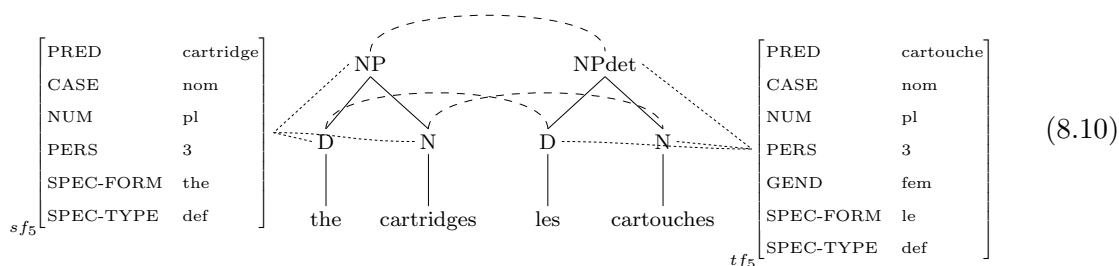 PRED cartridge
CASE nom
NUM pl
PERS 3
SPEC-FORM the
SPEC-TYPE def
sf5
NP NPdet
D N D N
the cartridges les cartouches
PRED cartouche
CASE nom
NUM pl
PERS 3
GEND fem
SPEC-FORM le
SPEC-TYPE def
tf5
(8.10)